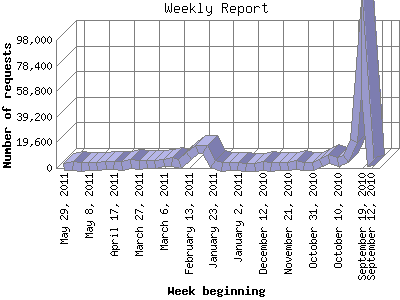 Weekly Report
Number of requests
98,000
78,400
58,800
39,200
19,600
0
May 29, 2011
May 8, 2011
April 17, 2011
March 27, 2011
March 6, 2011
February 13, 2011
January 23, 2011
January 2, 2011
December 12, 2010
November 21, 2010
October 31, 2010
October 10, 2010
September 19, 2010
September 12, 2010
Week beginning